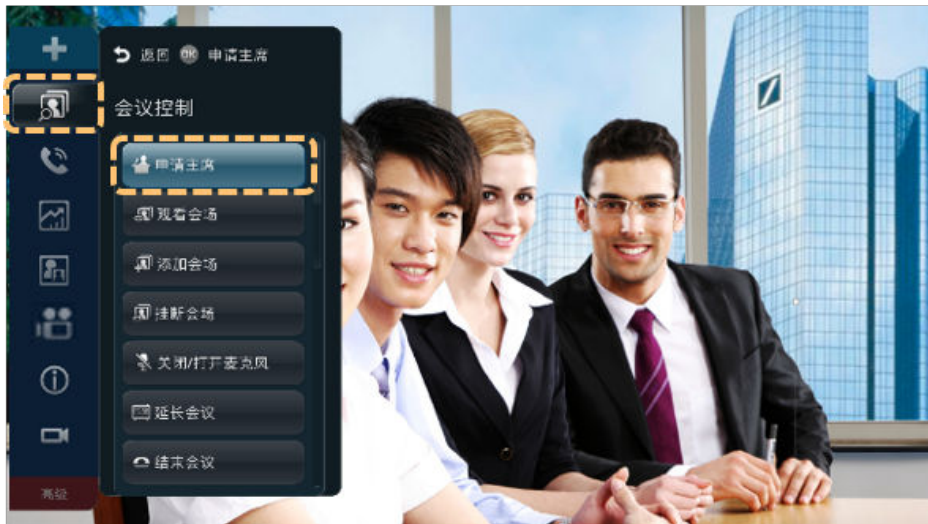 返回 OK 申请主席
会议控制
申请主席
观看会场
添加会场
挂断会场
关闭/打开麦克风
延长会议
结束会议
高级